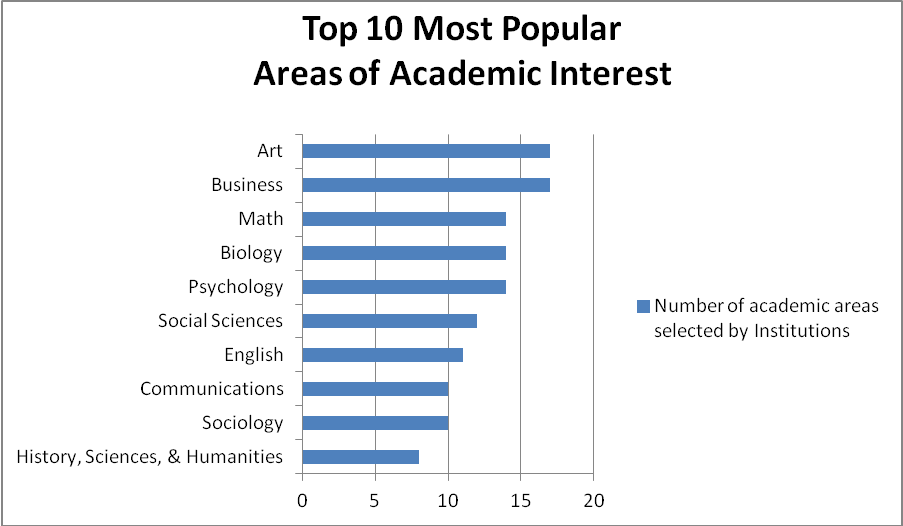 Top 10 Most Popular
Areas of Academic Interest
Art
Business
Math
Biology
Psychology
Social Sciences
English
Communications
Sociology
History, Sciences, & Humanities
0 5 10 15 20
Number of academic areas
selected by Institutions